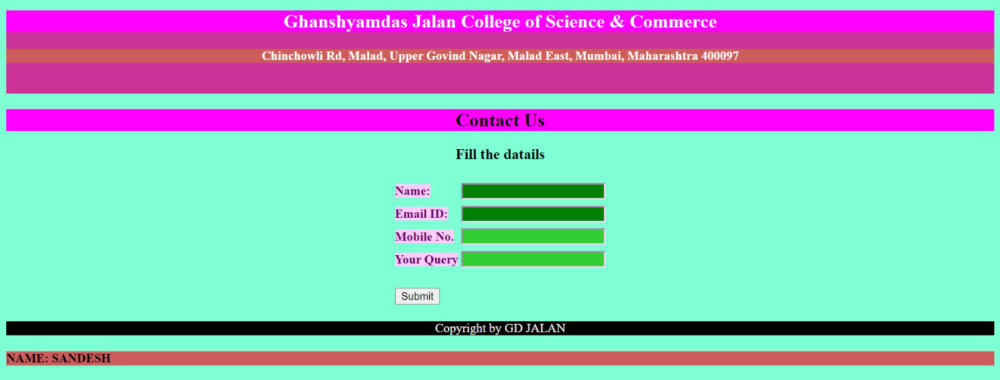 Ghanshyamdas Jalan College of Science & Commerce
Chinchowli Rd, Malad, Upper Govind Nagar, Malad East, Mumbai, Maharashtra 400097
Contact Us
Fill the datails
Name:
Email ID:
Mobile No.
Your Query
Submit
Copyright by GD JALAN
NAME: SANDESH